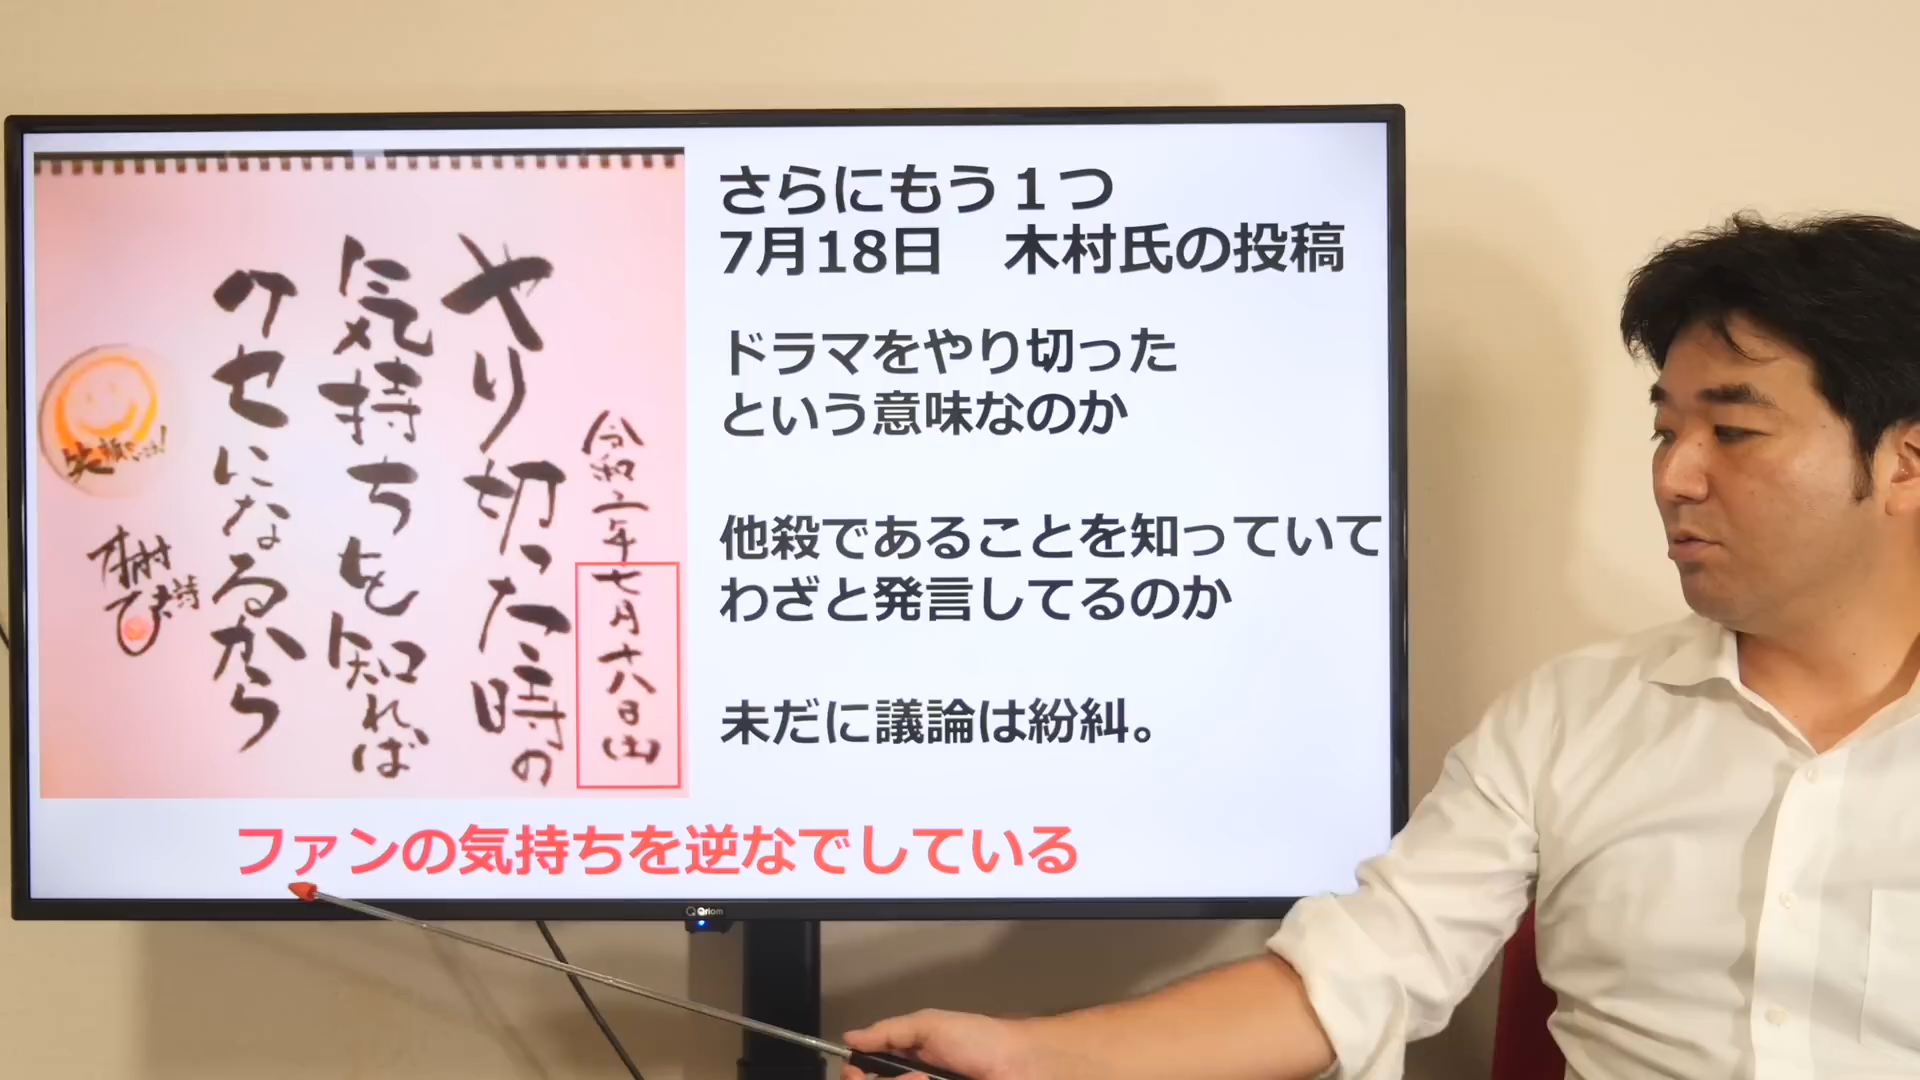 令和二年七月十八日(土)
やり切った時の
気持ちを知れば
クセになるから
さらにもう１つ
7月18日　木村氏の投稿
ドラマをやり切った
という意味なのか
他殺であることを知っていて
わざと発言してるのか
未だに議論は紛糾。
ファンの気持ちを逆なでしている
Qriom